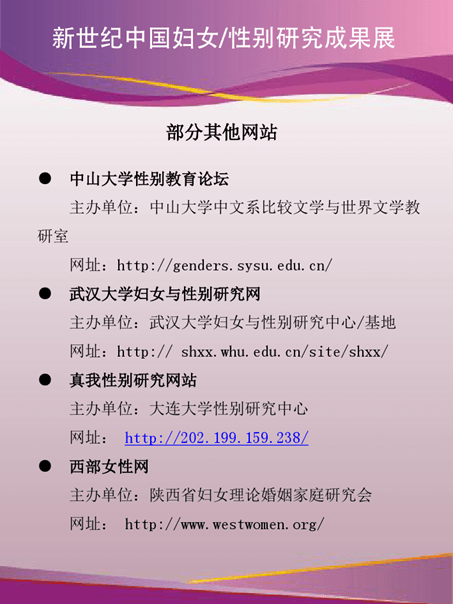 新世纪中国妇女/性别研究成果展
部分其他网站
● 中山大学性别教育论坛
主办单位：中山大学中文系比较文学与世界文学教
研室
网址：http://genders.sysu.edu.cn/
● 武汉大学妇女与性别研究网
主办单位：武汉大学妇女与性别研究中心/基地
网址：http:// shxx.whu.edu.cn/site/shxx/
● 真我性别研究网站
主办单位：大连大学性别研究中心
网址： http://202.199.159.238/
● 西部女性网
主办单位：陕西省妇女理论婚姻家庭研究会
网址： http://www.westwomen.org/